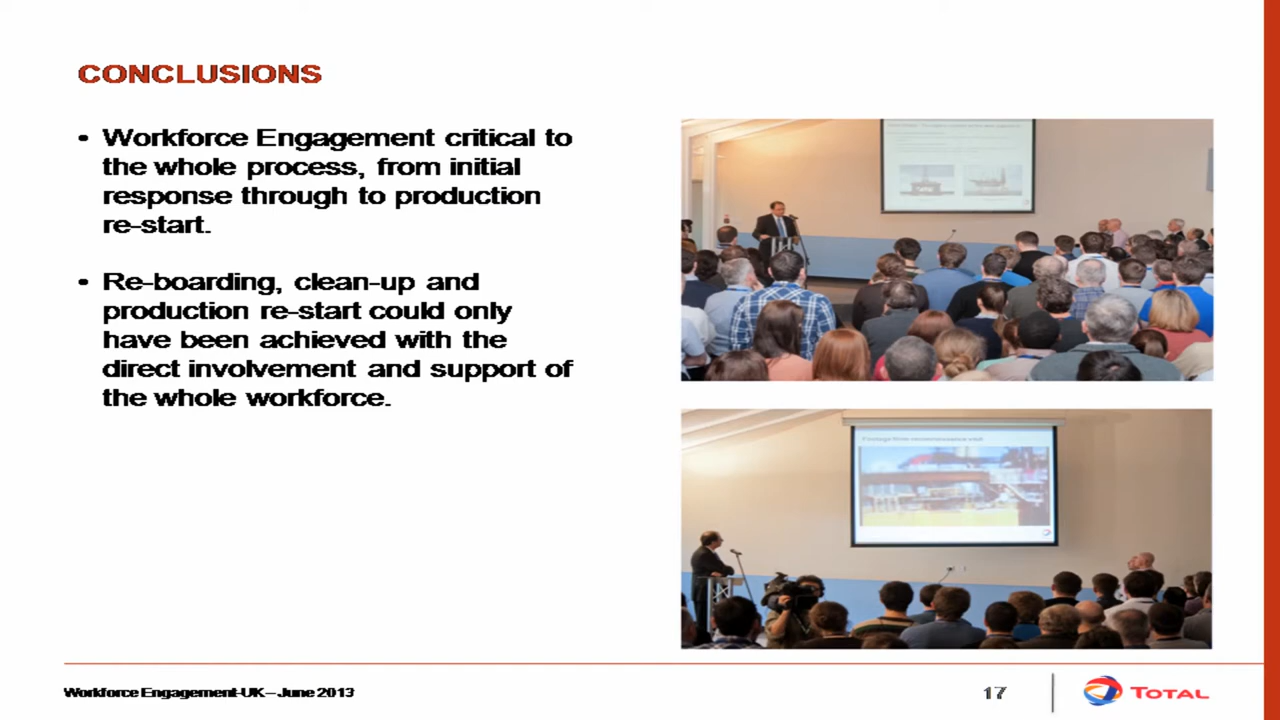 CONCLUSIONS
• Workforce Engagement critical to
the whole process, from initial
response through to production
re-start.
• Re-boarding, clean-up and
production re-start could only
have been achieved with the
direct involvement and support of
the whole workforce.
Workforce Engagement-UK – June 2013
17
TOTAL